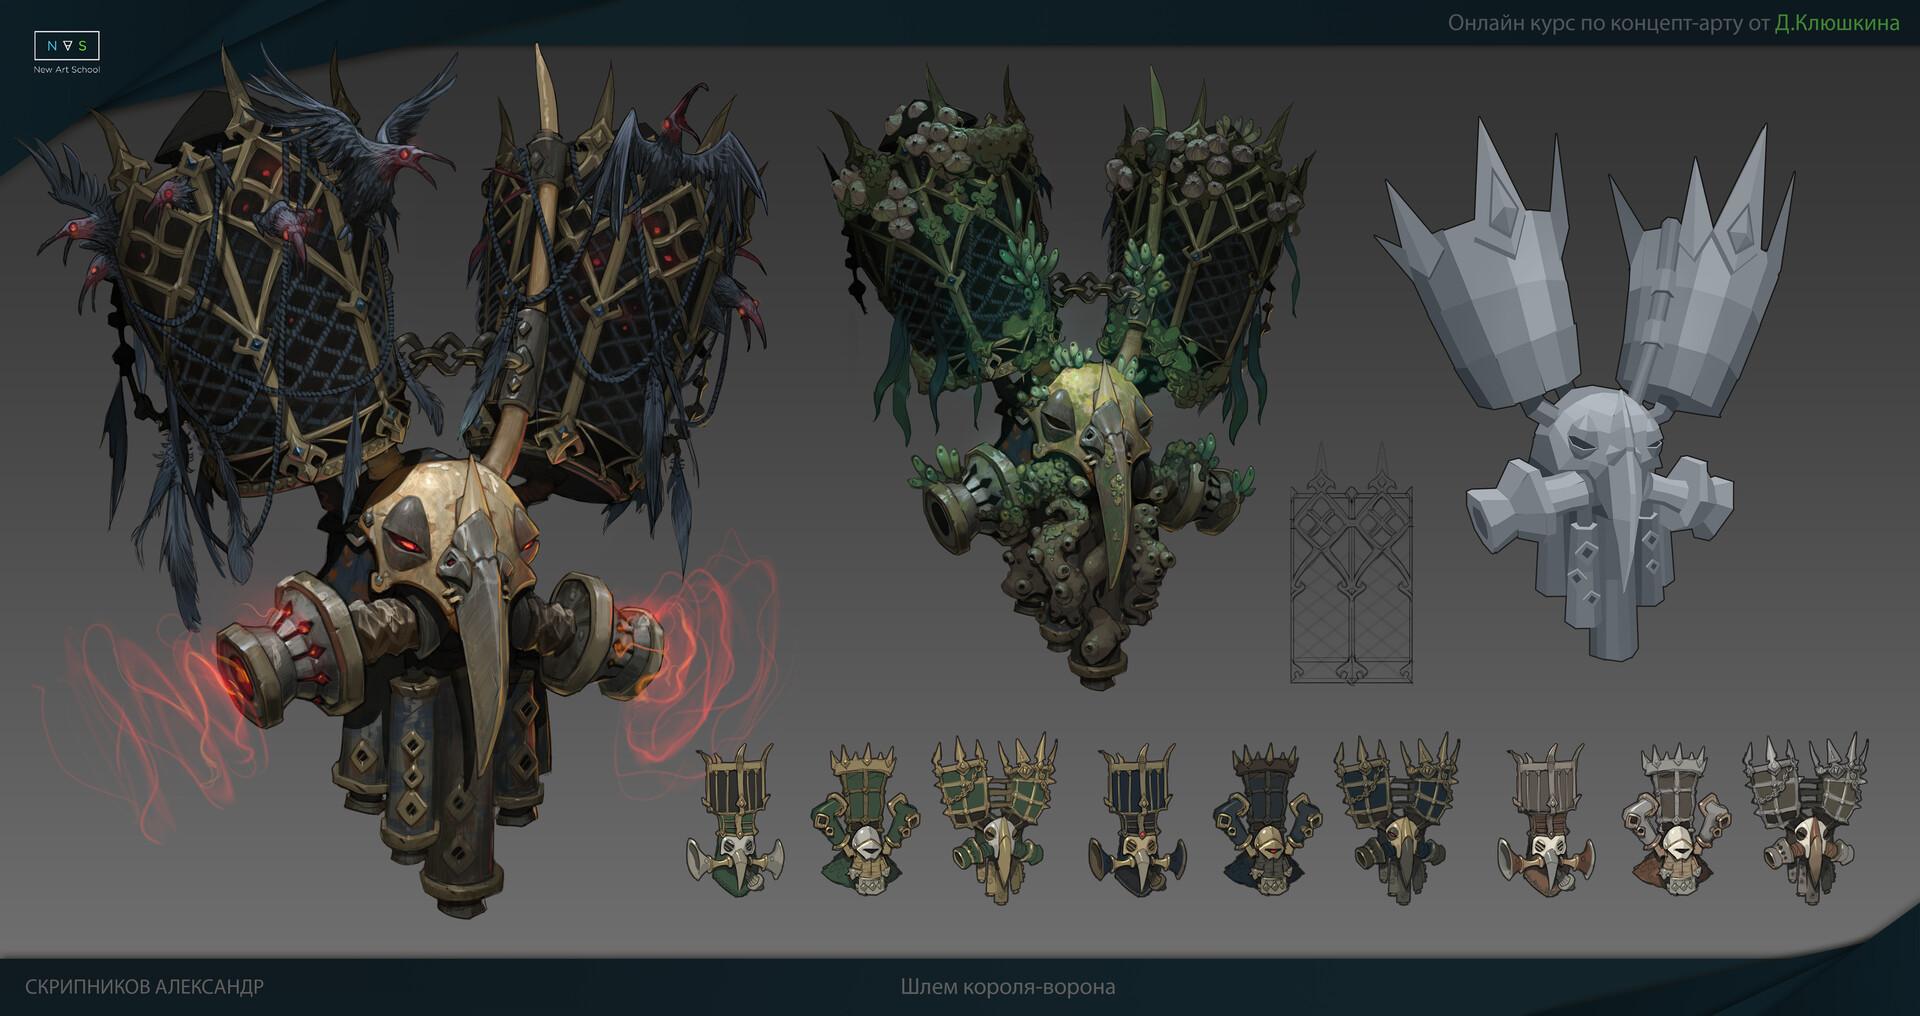 N ∀ S
New Art School
Онлайн курс по концепт-арту от Д.Клюшкина
СКРИПНИКОВ АЛЕКСАНДР
Шлем короля-ворона